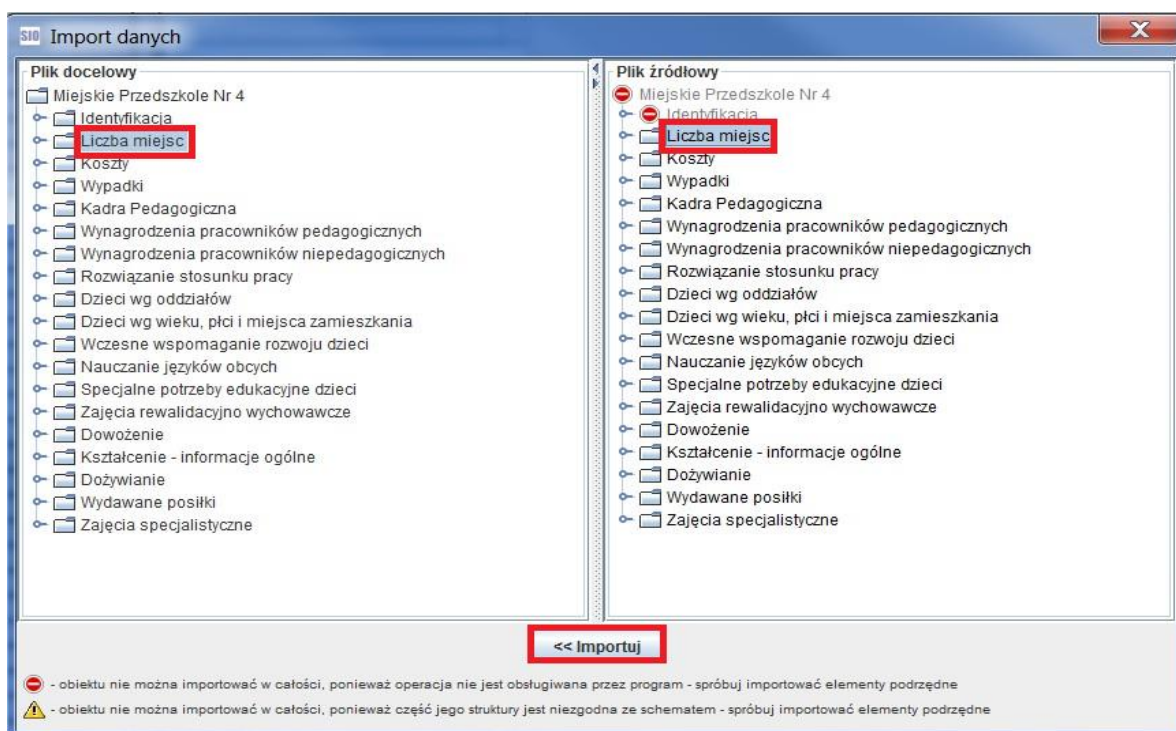 SIO Import danych
Plik docelowy
Miejskie Przedszkole Nr 4
Identyfikacja
Liczba miejsc
Koszty
Wypadki
Kadra Pedagogiczna
Wynagrodzenia pracowników pedagogicznych
Wynagrodzenia pracowników niepedagogicznych
Rozwiązanie stosunku pracy
Dzieci wg oddziałów
Dzieci wg wieku, płci i miejsca zamieszkania
Wczesne wspomaganie rozwoju dzieci
Nauczanie języków obcych
Specjalne potrzeby edukacyjne dzieci
Zajęcia rewalidacyjno wychowawcze
Dowożenie
Kształcenie - informacje ogólne
Dożywianie
Wydawane posiłki
Zajęcia specjalistyczne
Plik źródłowy
Miejskie Przedszkole Nr 4
Identyfikacja
Liczba miejsc
Koszty
Wypadki
Kadra Pedagogiczna
Wynagrodzenia pracowników pedagogicznych
Wynagrodzenia pracowników niepedagogicznych
Rozwiązanie stosunku pracy
Dzieci wg oddziałów
Dzieci wg wieku, płci i miejsca zamieszkania
Wczesne wspomaganie rozwoju dzieci
Nauczanie języków obcych
Specjalne potrzeby edukacyjne dzieci
Zajęcia rewalidacyjno wychowawcze
Dowożenie
Kształcenie - informacje ogólne
Dożywianie
Wydawane posiłki
Zajęcia specjalistyczne
<< Importuj
- obiektu nie można importować w całości, ponieważ operacja nie jest obsługiwana przez program - spróbuj importować elementy podrzędne
- obiektu nie można importować w całości, ponieważ część jego struktury jest niezgodna ze schematem - spróbuj importować elementy podrzędne